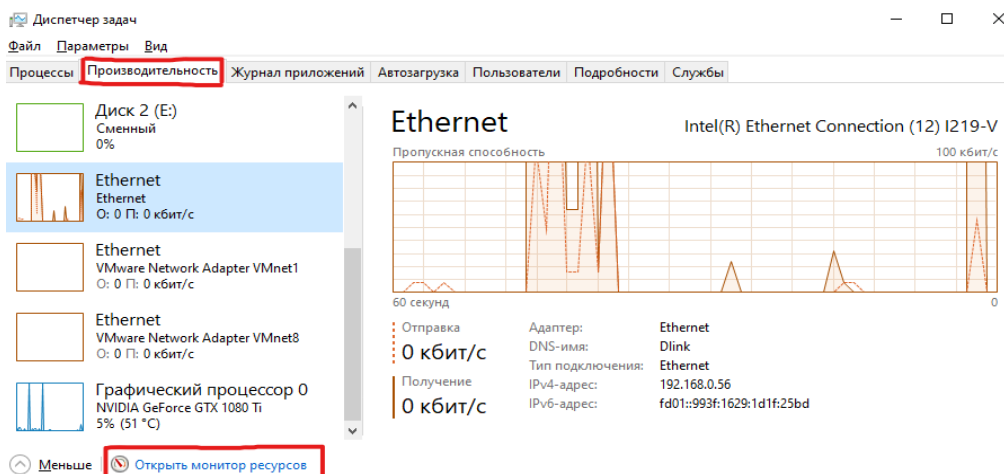 Диспетчер задач
Файл Параметры Вид
Процессы Производительность Журнал приложений Автозагрузка Пользователи Подробности Службы
Диск 2 (E:)
Сменный
0%
Ethernet
Ethernet
О: 0 П: 0 кбит/с
Ethernet
VMware Network Adapter VMnet1
О: 0 П: 0 кбит/с
Ethernet
VMware Network Adapter VMnet8
О: 0 П: 0 кбит/с
Графический процессор 0
NVIDIA GeForce GTX 1080 Ti
5% (51 °C)
Ethernet
Intel(R) Ethernet Connection (12) I219-V
Пропускная способность
100 кбит/с
60 секунд
0
Отправка
0 кбит/с
Получение
0 кбит/с
Адаптер: Ethernet
DNS-имя: Dlink
Тип подключения: Ethernet
IPv4-адрес: 192.168.0.56
IPv6-адрес: fd01::993f:1629:1d1f:25bd
Меньше
Открыть монитор ресурсов